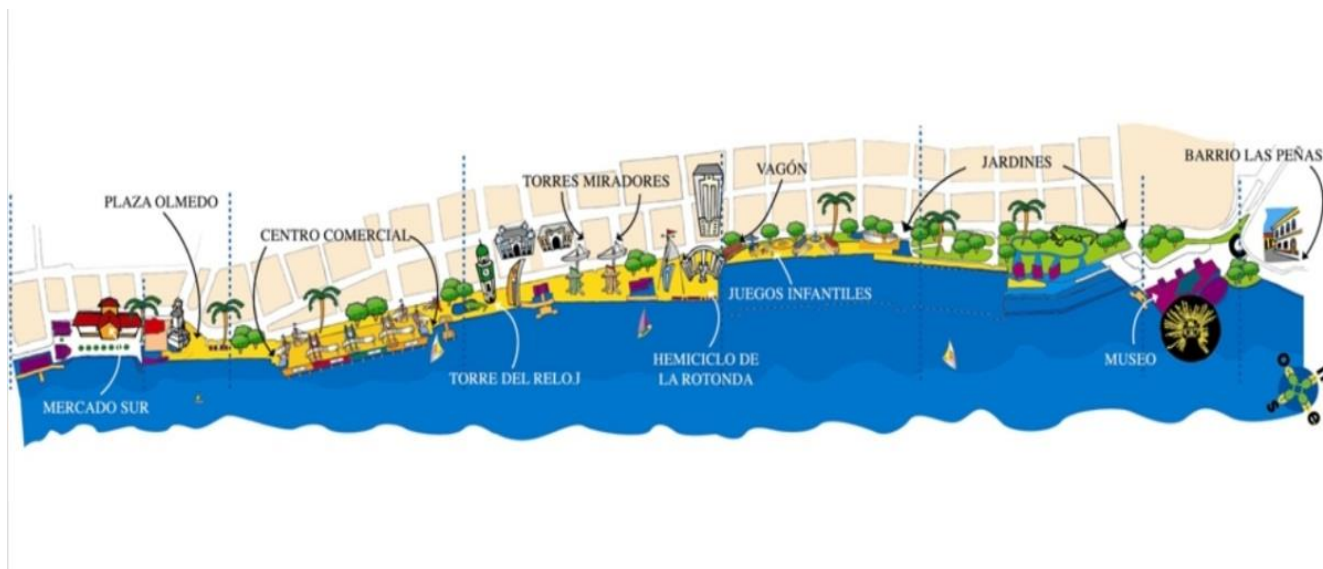 BARRIO LAS PEÑAS
JARDINES
VAGÓN
TORRES MIRADORES
PLAZA OLMEDO
CENTRO COMERCIAL
JUEGOS INFANTILES
MUSEO
HEMICICLO DE
LA ROTONDA
TORRE DEL RELOJ
MERCADO SUR
o
s
e